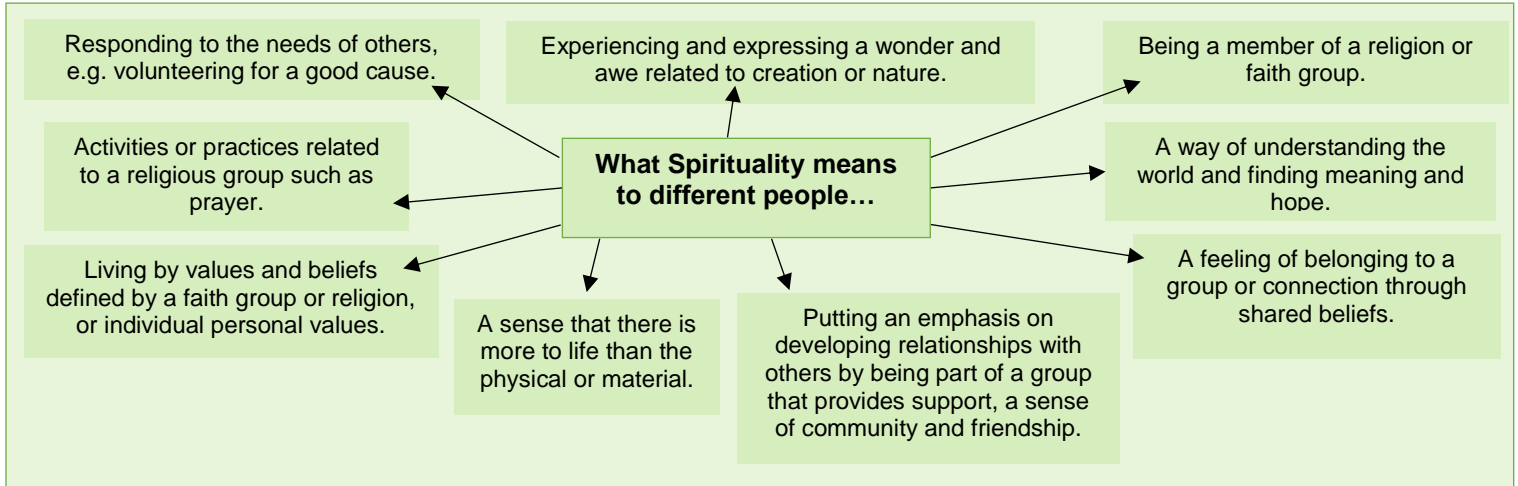 Responding to the needs of others,
e.g. volunteering for a good cause.
Experiencing and expressing a wonder and
awe related to creation or nature.
Being a member of a religion or
faith group.
Activities or practices related
to a religious group such as
prayer.
What Spirituality means
to different people…
A way of understanding the
world and finding meaning and
hope.
Living by values and beliefs
defined by a faith group or religion,
or individual personal values.
A sense that there is
more to life than the
physical or material.
Putting an emphasis on
developing relationships with
others by being part of a group
that provides support, a sense
of community and friendship.
A feeling of belonging to a
group or connection through
shared beliefs.